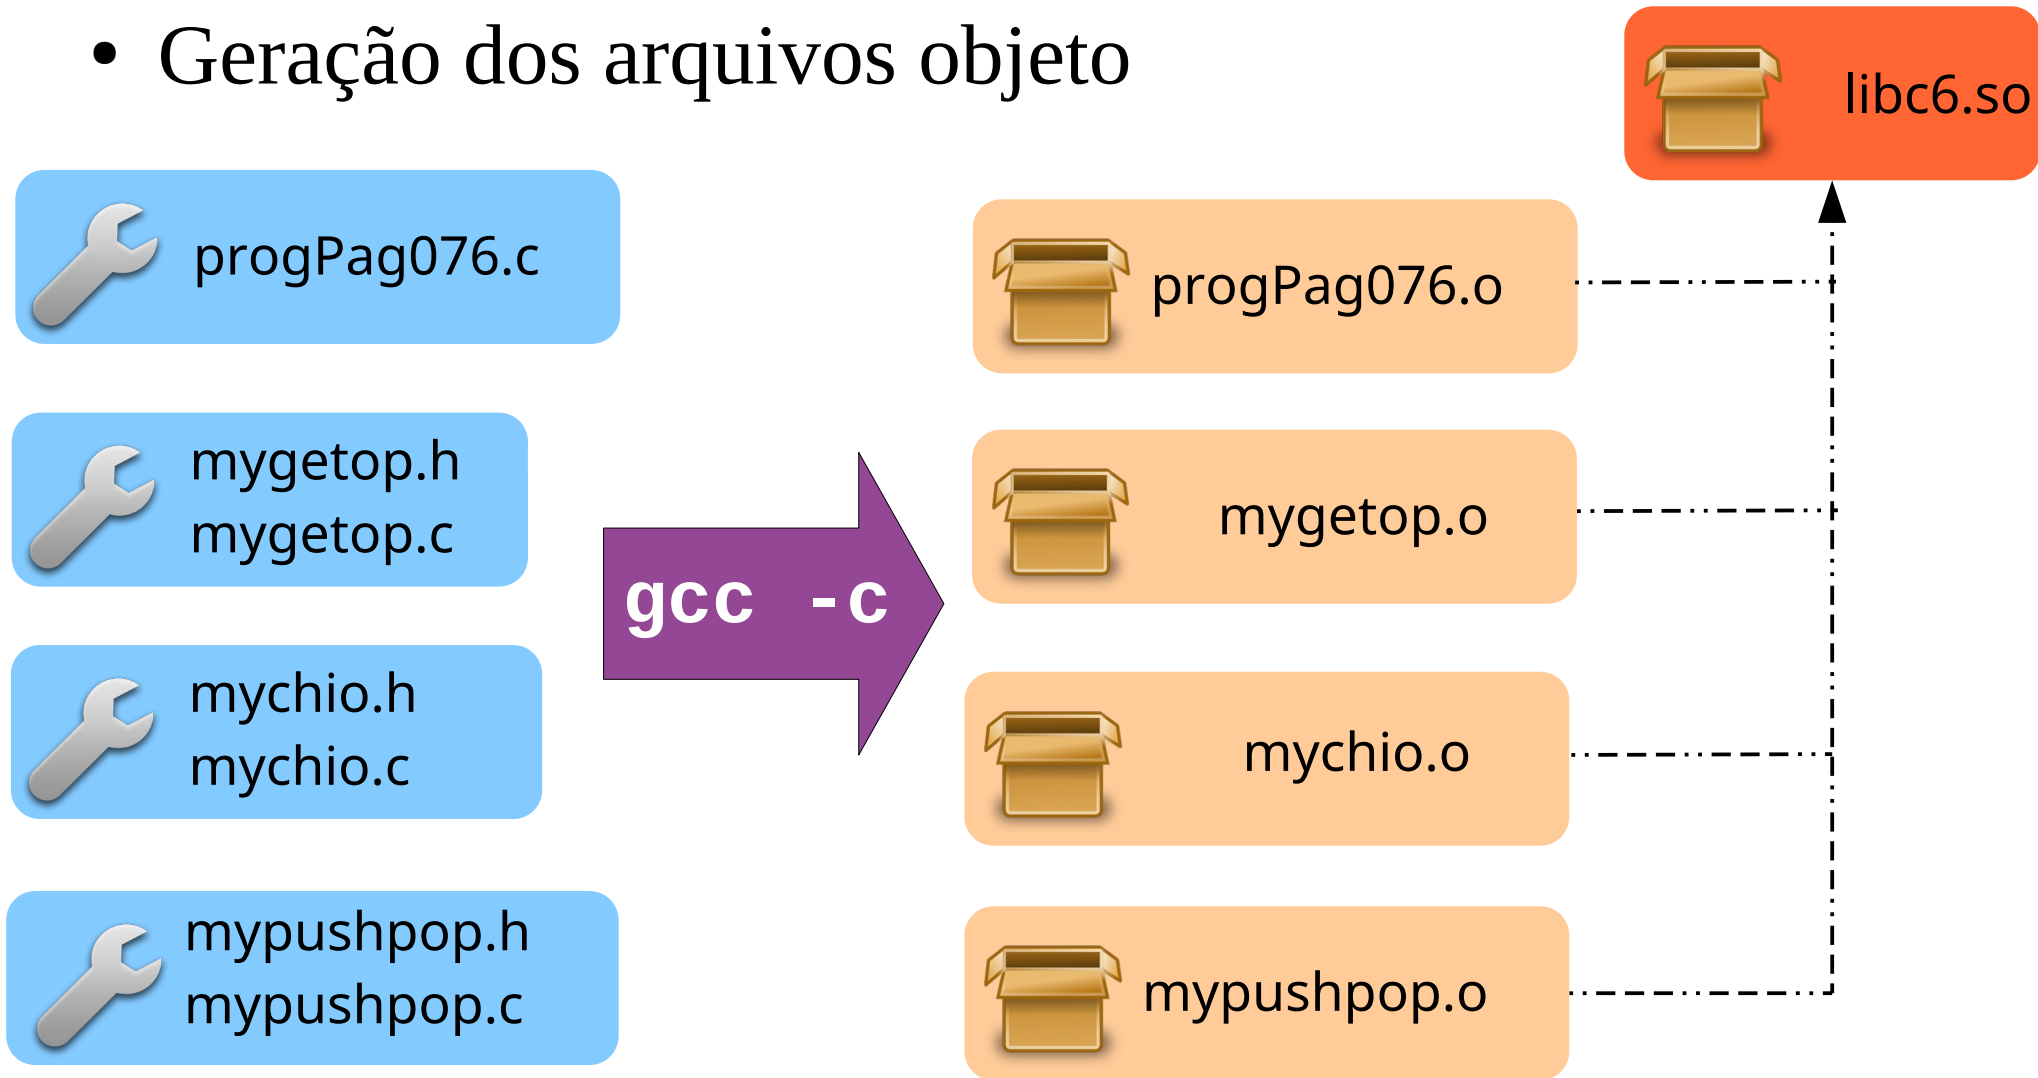 • Geração dos arquivos objeto
libc6.so
progPag076.c
progPag076.o
mygetop.h
mygetop.c
mygetop.o
gcc -c
mychio.h
mychio.c
mychio.o
mypushpop.h
mypushpop.c
mypushpop.o